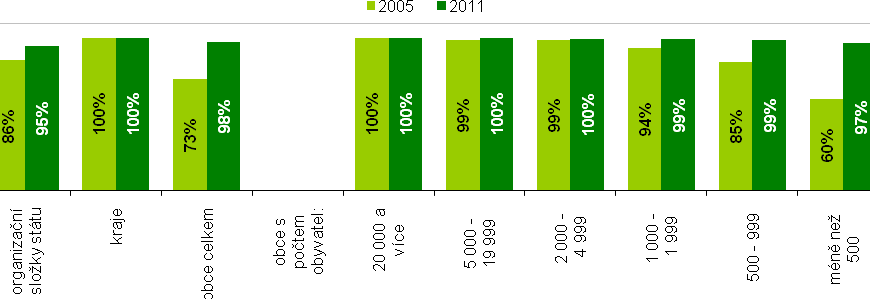 2005
2011
86%
95%
100%
100%
73%
98%
100%
100%
99%
100%
99%
100%
94%
99%
85%
99%
60%
97%
organizační
složky státu
kraje
obce celkem
obce s
počtem
obyvatel:
20 000 a
více
5 000 -
19 999
2 000 -
4 999
1 000 -
1 999
500 - 999
méně než
500